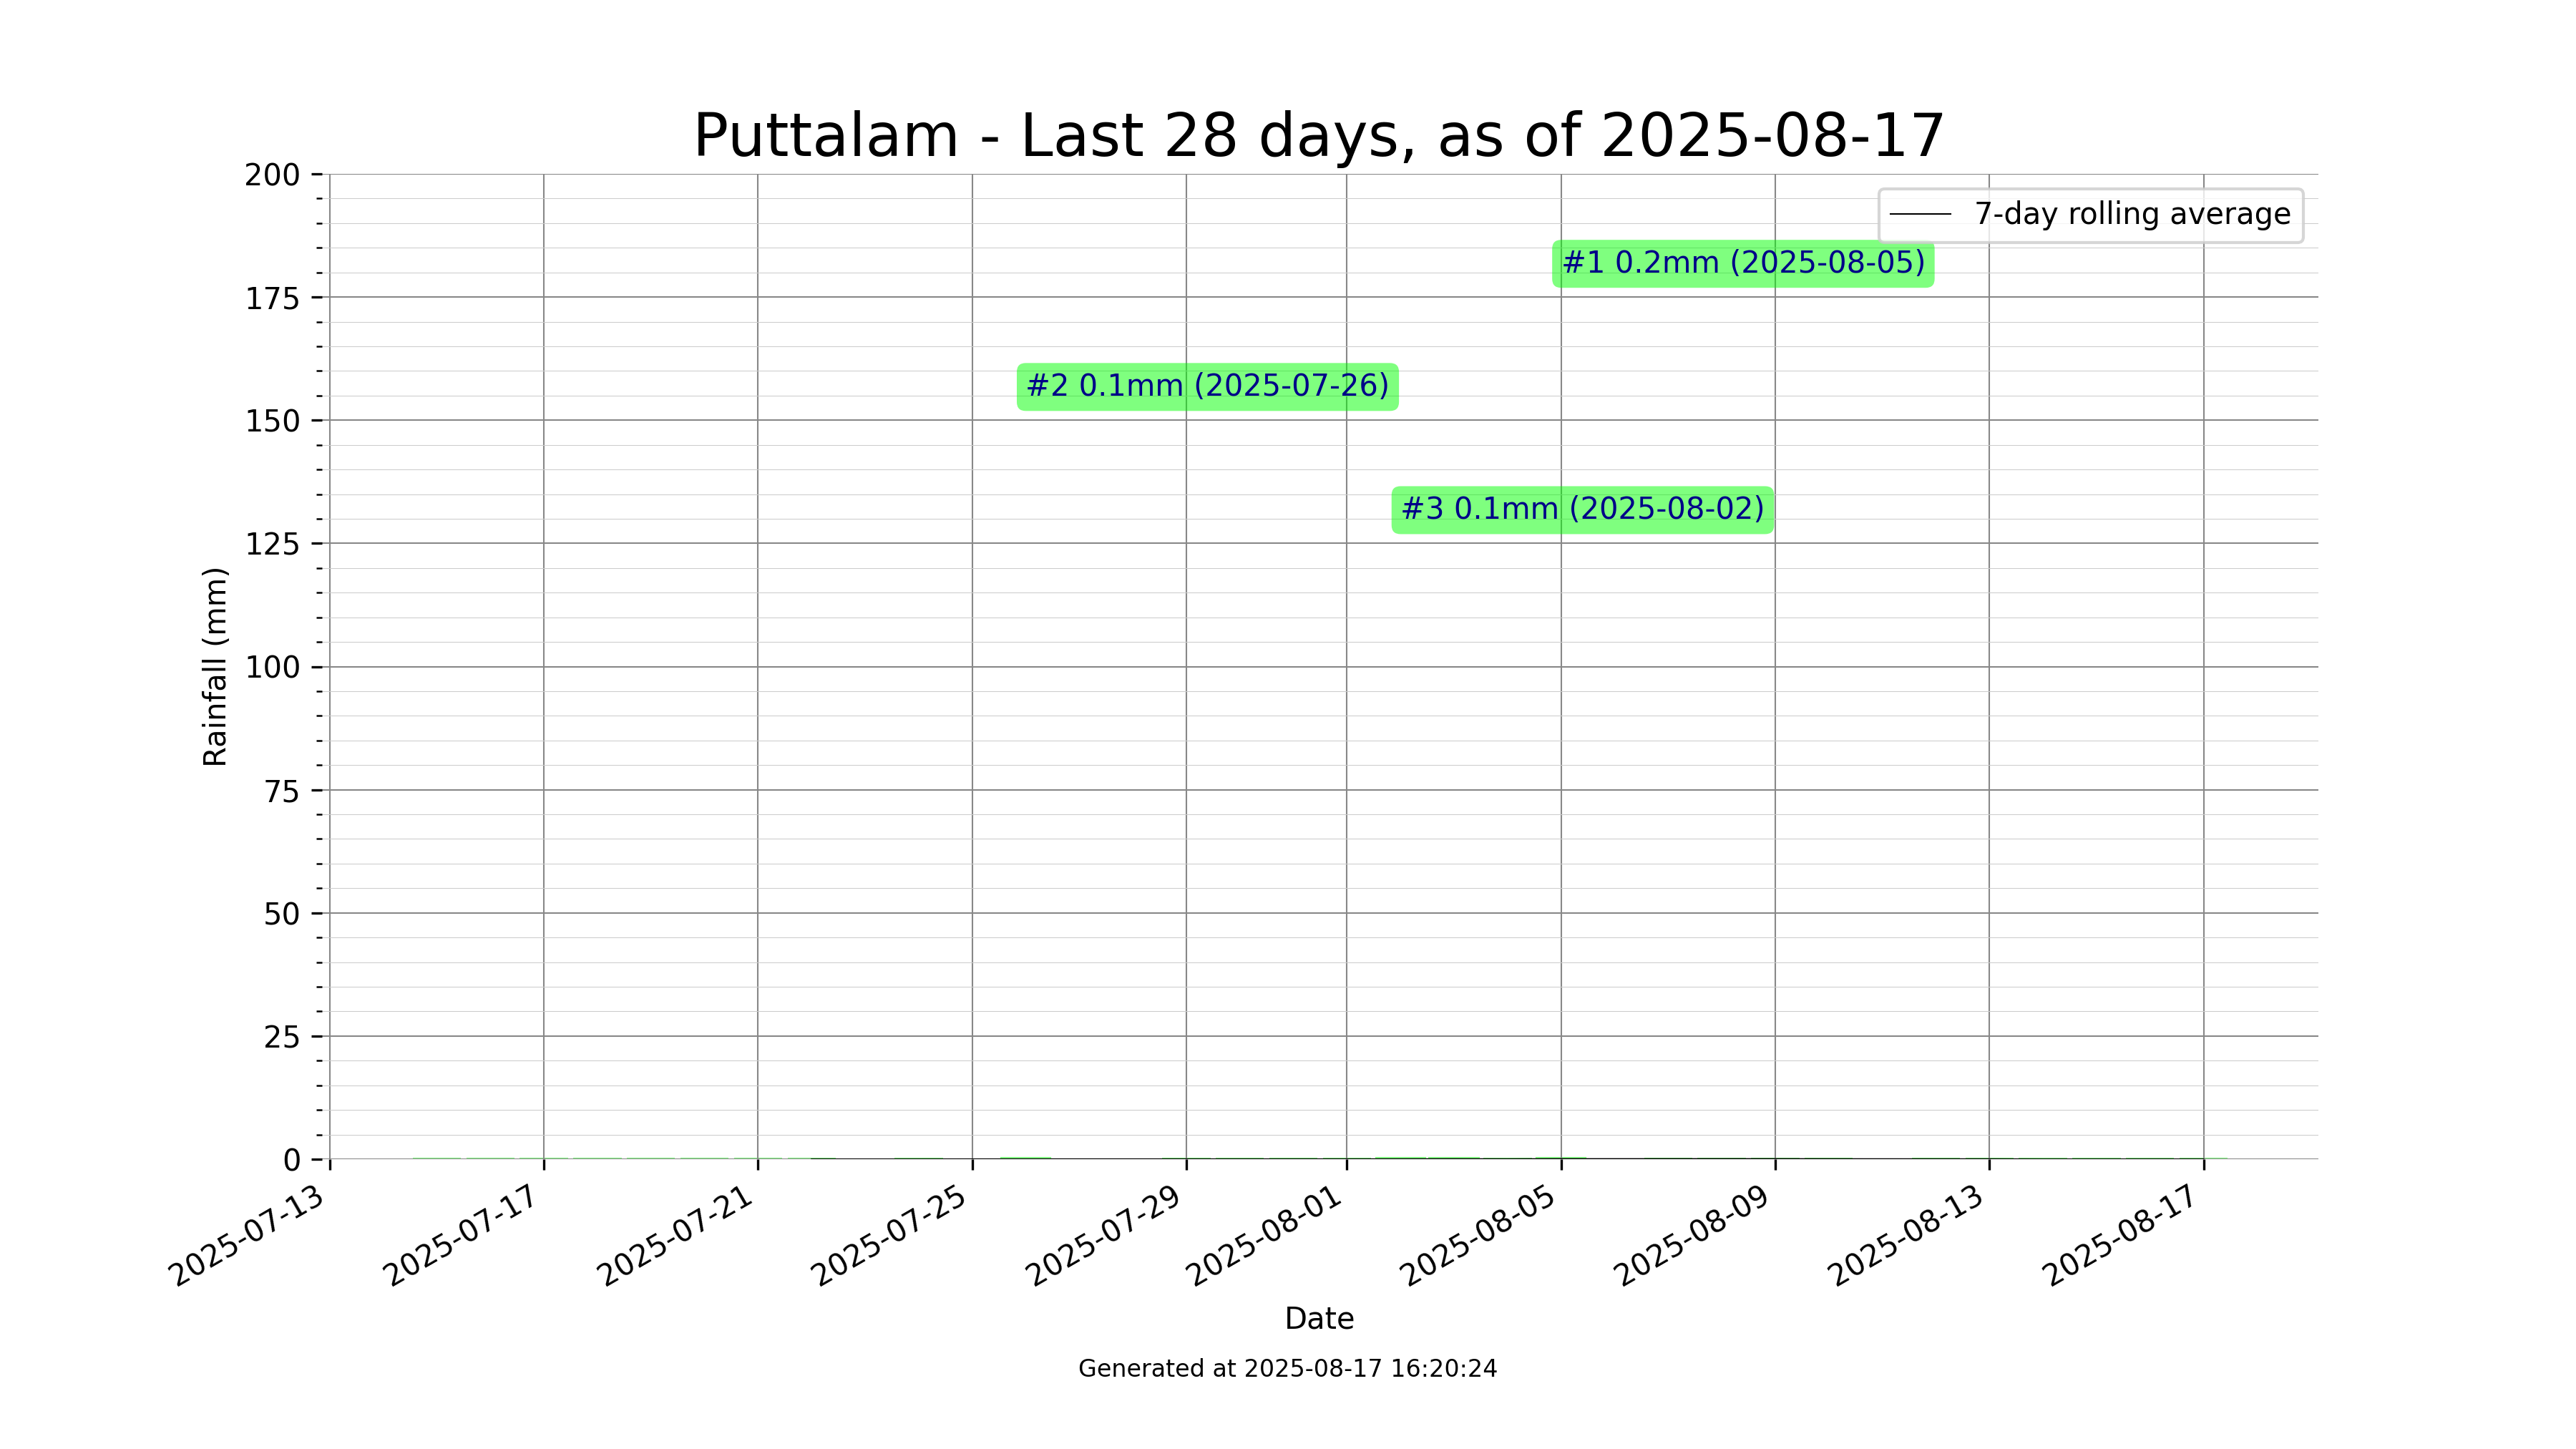 Puttalam - Last 28 days, as of 2025-08-17
200
175
150
125
100
75
50
25
0
Rainfall (mm)
7-day rolling average
#1 0.2mm (2025-08-05)
#2 0.1mm (2025-07-26)
#3 0.1mm (2025-08-02)
2025-07-13
2025-07-17
2025-07-21
2025-07-25
2025-07-29
2025-08-01
2025-08-05
2025-08-09
2025-08-13
2025-08-17
Date
Generated at 2025-08-17 16:20:24